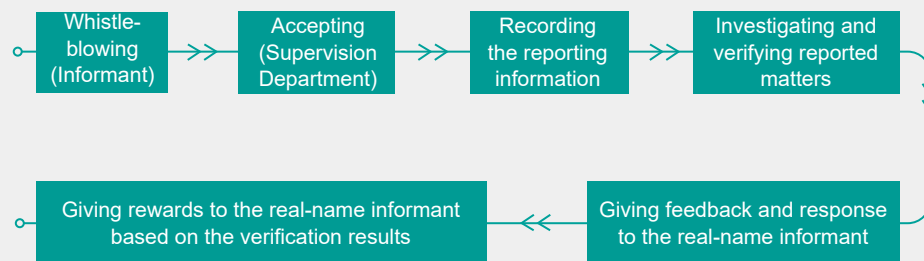 Whistle-
blowing
(Informant)
Accepting
(Supervision
Department)
Recording
the reporting
information
Investigating and
verifying reported
matters
Giving feedback and response
to the real-name informant
Giving rewards to the real-name informant
based on the verification results